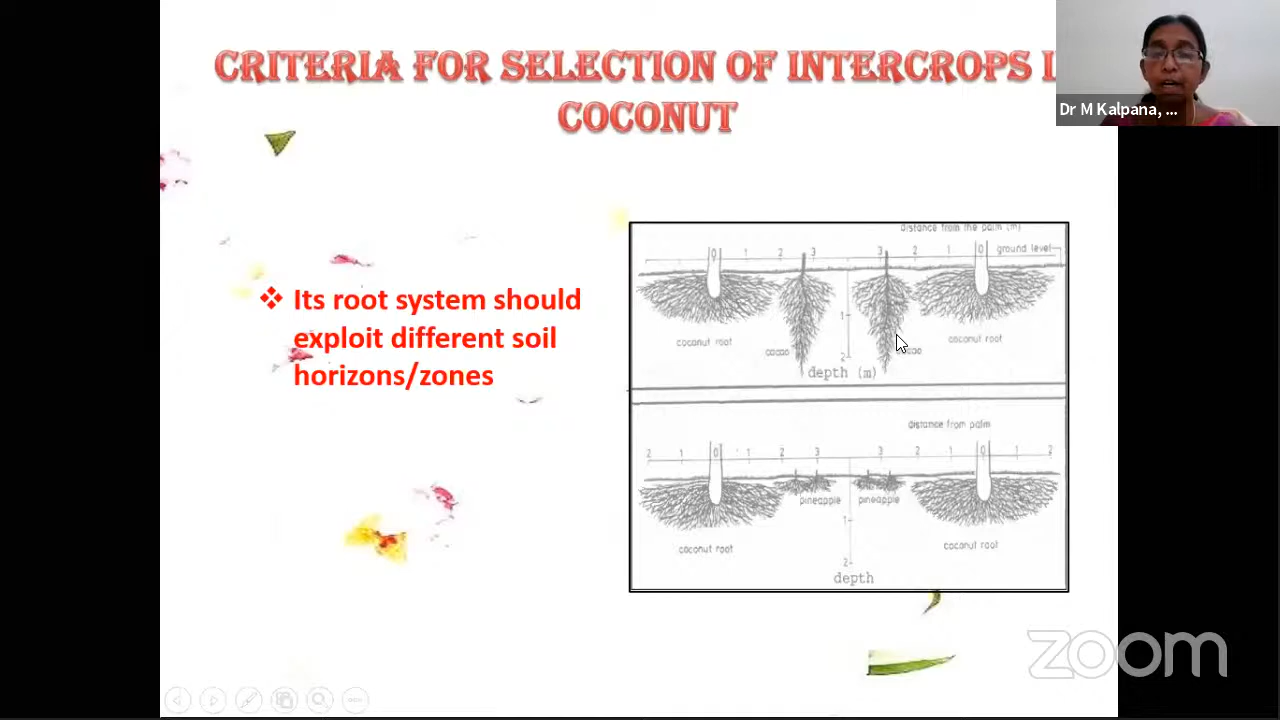 CRITERIA FOR SELECTION OF INTERCROPS I
COCONUT
Dr M Kalpana, ...
❖ Its root system should
exploit different soil
horizons/zones
distance from the palm (m)
0 1 2 3 3 2 1 0 ground level
1
coconut root cacao coconut root
2
depth (m)
distance from palm
2 1 0 1 2 3 3 2 1 0 1 2
pineapple pineapple
1
coconut root coconut root
2
depth
zoom